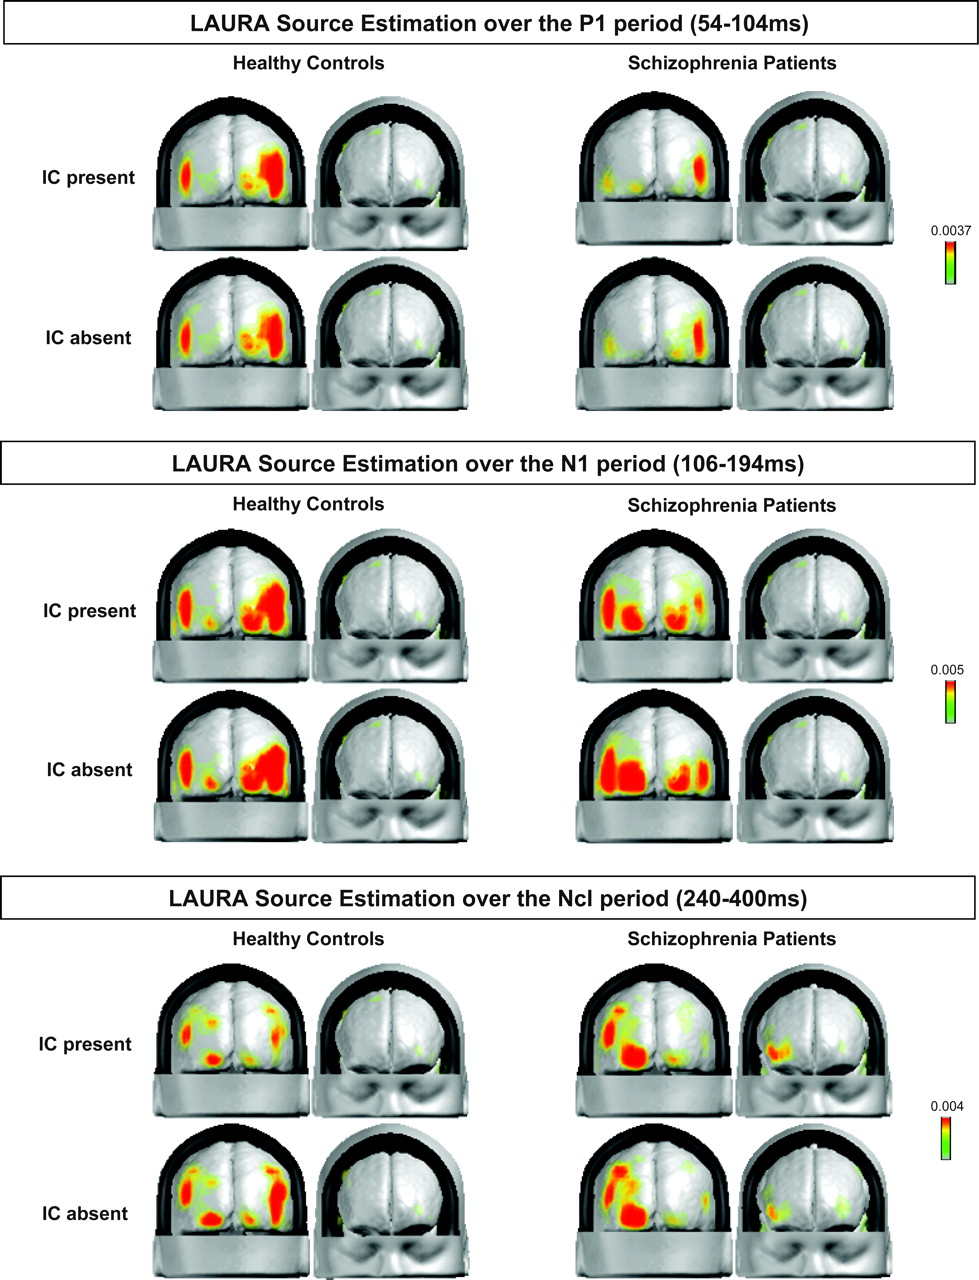 LAURA Source Estimation over the P1 period (54-104ms)
Healthy Controls
Schizophrenia Patients
IC present
0.0037
IC absent
LAURA Source Estimation over the N1 period (106-194ms)
Healthy Controls
Schizophrenia Patients
IC present
0.005
IC absent
LAURA Source Estimation over the Ncl period (240-400ms)
Healthy Controls
Schizophrenia Patients
IC present
0.004
IC absent